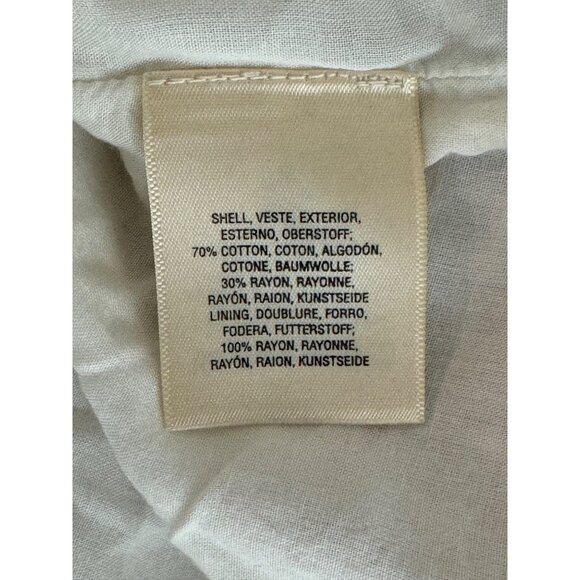 SHELL, VESTE, EXTERIOR,
ESTERNO, OBERSTOFF;
70% COTTON, COTON, ALGODÓN,
COTONE, BAUMWOLLE;
30% RAYON, RAYONNE,
RAYÓN, RAION, KUNSTSEIDE
LINING, DOUBLURE, FORRO,
FODERA, FUTTERSTOFF;
100% RAYON, RAYONNE,
RAYÓN, RAION, KUNSTSEIDE